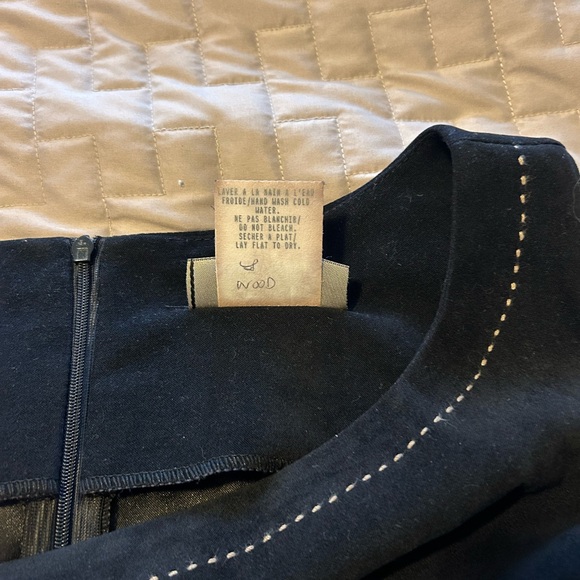 LAVER A LA MAIN A L'EAU
FROIDE/HAND WASH COLD
WATER.
NE PAS BLANCHIR/
DO NOT BLEACH.
SECHER A PLAT/
LAY FLAT TO DRY.
WOOD